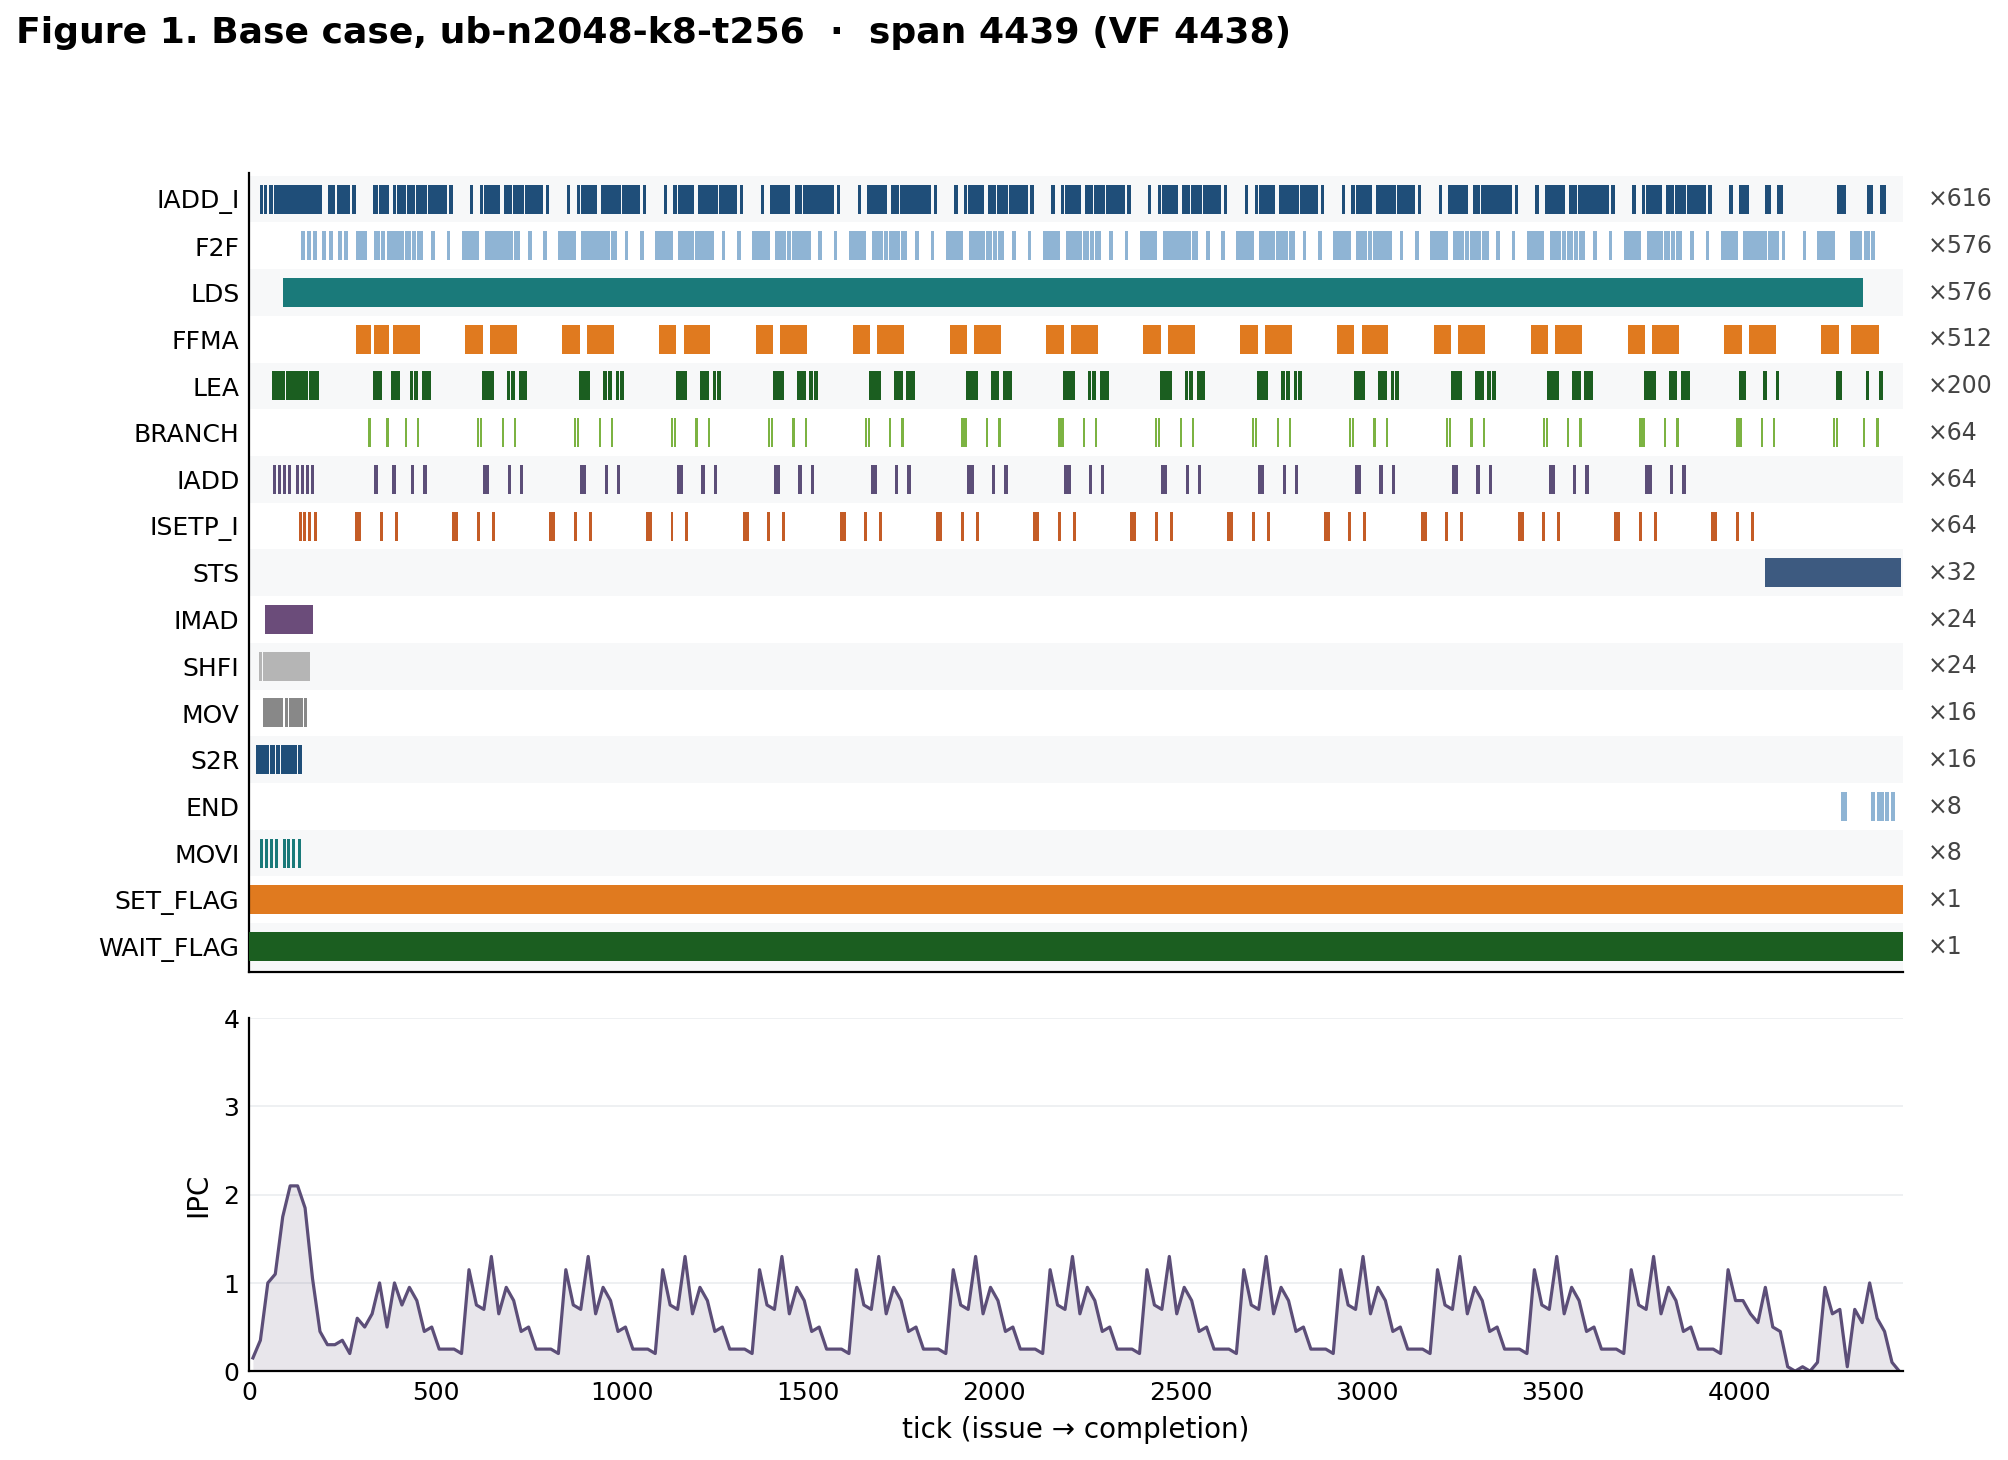 Figure 1. Base case, ub-n2048-k8-t256 · span 4439 (VF 4438)
IADD_I ×616
F2F ×576
LDS ×576
FFMA ×512
LEA ×200
BRANCH ×64
IADD ×64
ISETP_I ×64
STS ×32
IMAD ×24
SHFI ×24
MOV ×16
S2R ×16
END ×8
MOVI ×8
SET_FLAG ×1
WAIT_FLAG ×1
4
3
2
1
0
IPC
0 500 1000 1500 2000 2500 3000 3500 4000
tick (issue → completion)